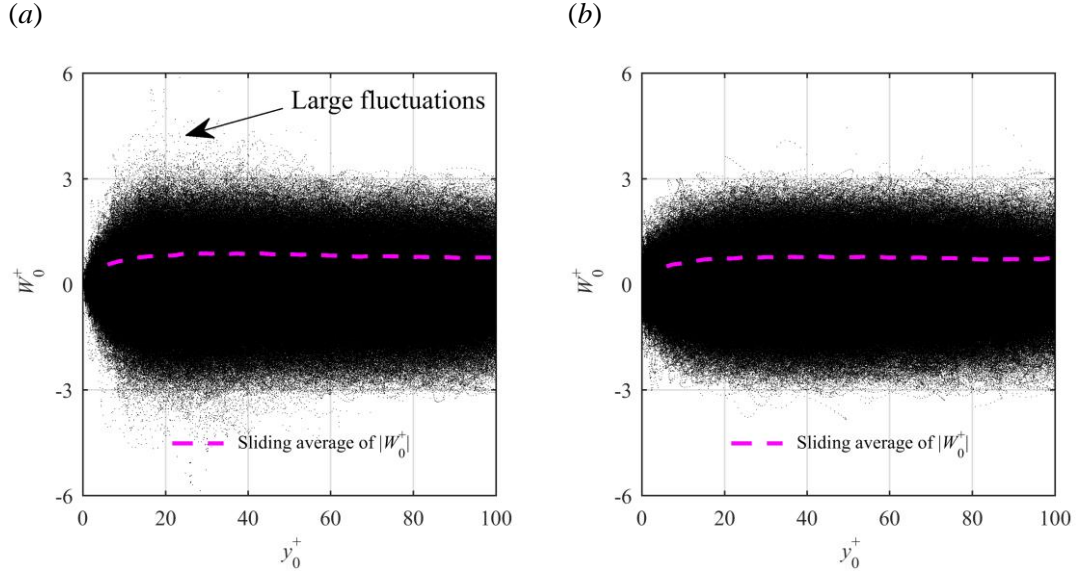 (a)
6
3
0
-3
-6
W₀⁺
Large fluctuations
Sliding average of |W₀⁺|
0 20 40 60 80 100
y₀⁺
(b)
6
3
0
-3
-6
W₀⁺
Sliding average of |W₀⁺|
0 20 40 60 80 100
y₀⁺